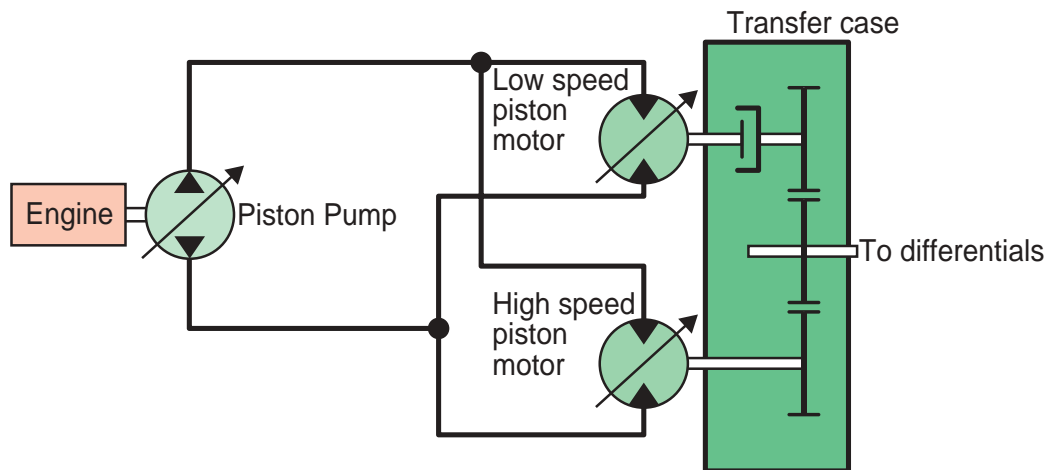 Transfer case
Low speed
piston
motor
Engine
Piston Pump
To differentials
High speed
piston
motor